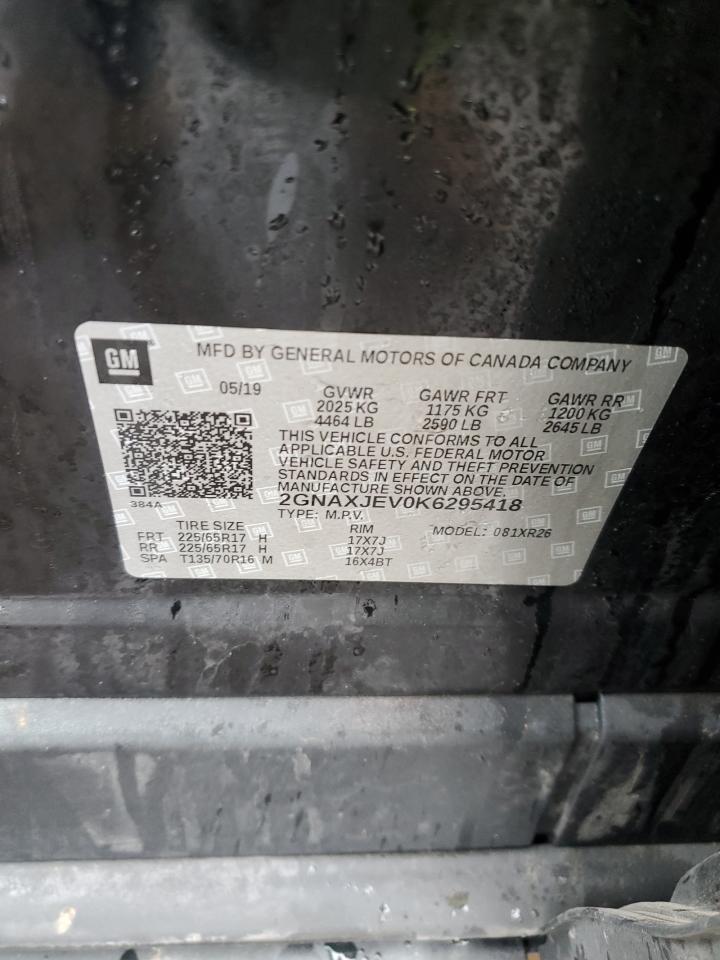 GM MFD BY GENERAL MOTORS OF CANADA COMPANY
05/19 GVWR GAWR FRT GAWR RR
2025 KG 1175 KG 1200 KG
4464 LB 2590 LB 2645 LB
THIS VEHICLE CONFORMS TO ALL
APPLICABLE U.S. FEDERAL MOTOR
VEHICLE SAFETY AND THEFT PREVENTION
STANDARDS IN EFFECT ON THE DATE OF
MANUFACTURE SHOWN ABOVE.
384A 2GNAXJEV0K6295418
TYPE: M.P.V. MODEL: 081XR26
TIRE SIZE RIM
FRT 225/65R17 H 17X7J
RR 225/65R17 H 17X7J
SPA T135/70R16 M 16X4BT